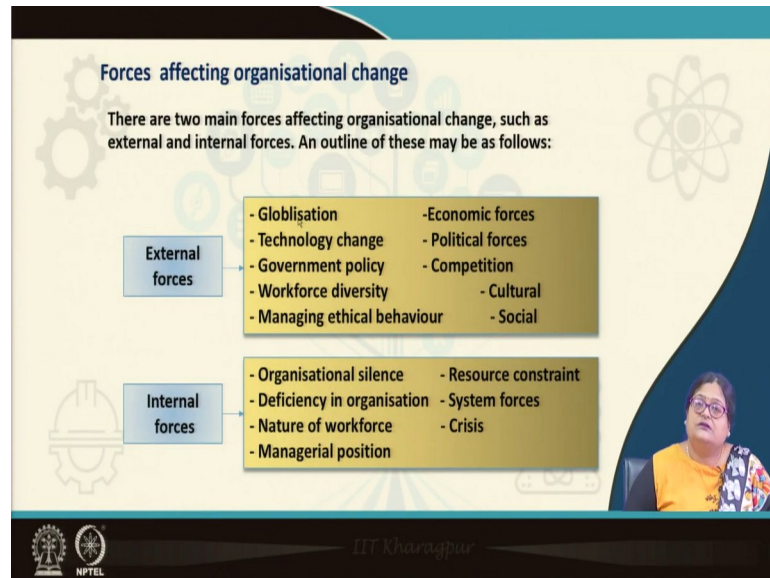 Forces affecting organisational change
There are two main forces affecting organisational change, such as
external and internal forces. An outline of these may be as follows:
External
forces
- Globlisation -Economic forces
- Technology change - Political forces
- Government policy - Competition
- Workforce diversity - Cultural
- Managing ethical behaviour - Social
Internal
forces
- Organisational silence - Resource constraint
- Deficiency in organisation - System forces
- Nature of workforce - Crisis
- Managerial position
NPTEL
IIT Kharagpur